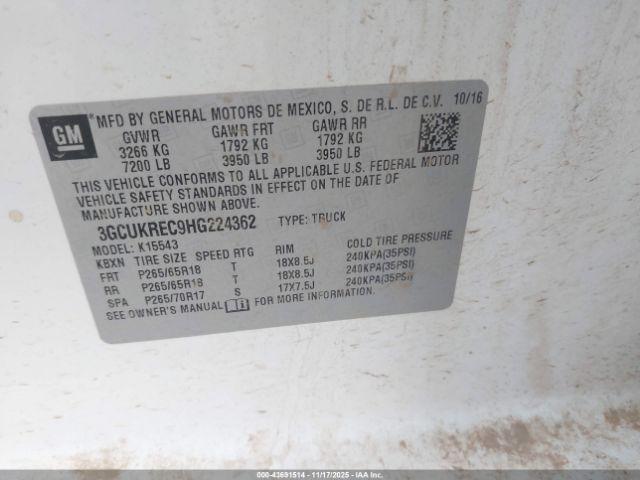 GM
MFD BY GENERAL MOTORS DE MEXICO, S. DE R.L. DE C.V. 10/16
GVWR GAWR FRT GAWR RR
3266 KG 1792 KG 1792 KG
7200 LB 3950 LB 3950 LB
THIS VEHICLE CONFORMS TO ALL APPLICABLE U.S. FEDERAL MOTOR
VEHICLE SAFETY STANDARDS IN EFFECT ON THE DATE OF
MANUFACTURE SHOWN ABOVE.
3GCUKREC9HG224362 TYPE: TRUCK
MODEL: K15543
KBXN TIRE SIZE SPEED RTG RIM COLD TIRE PRESSURE
FRT P265/65R18 T 18X8.5J 240KPA(35PSI)
RR P265/65R18 T 18X8.5J 240KPA(35PSI)
SPA P265/70R17 S 17X7.5J 240KPA(35PSI)
SEE OWNER'S MANUAL FOR MORE INFORMATION.
000-43691514 - 11/17/2025 - IAAI.COM